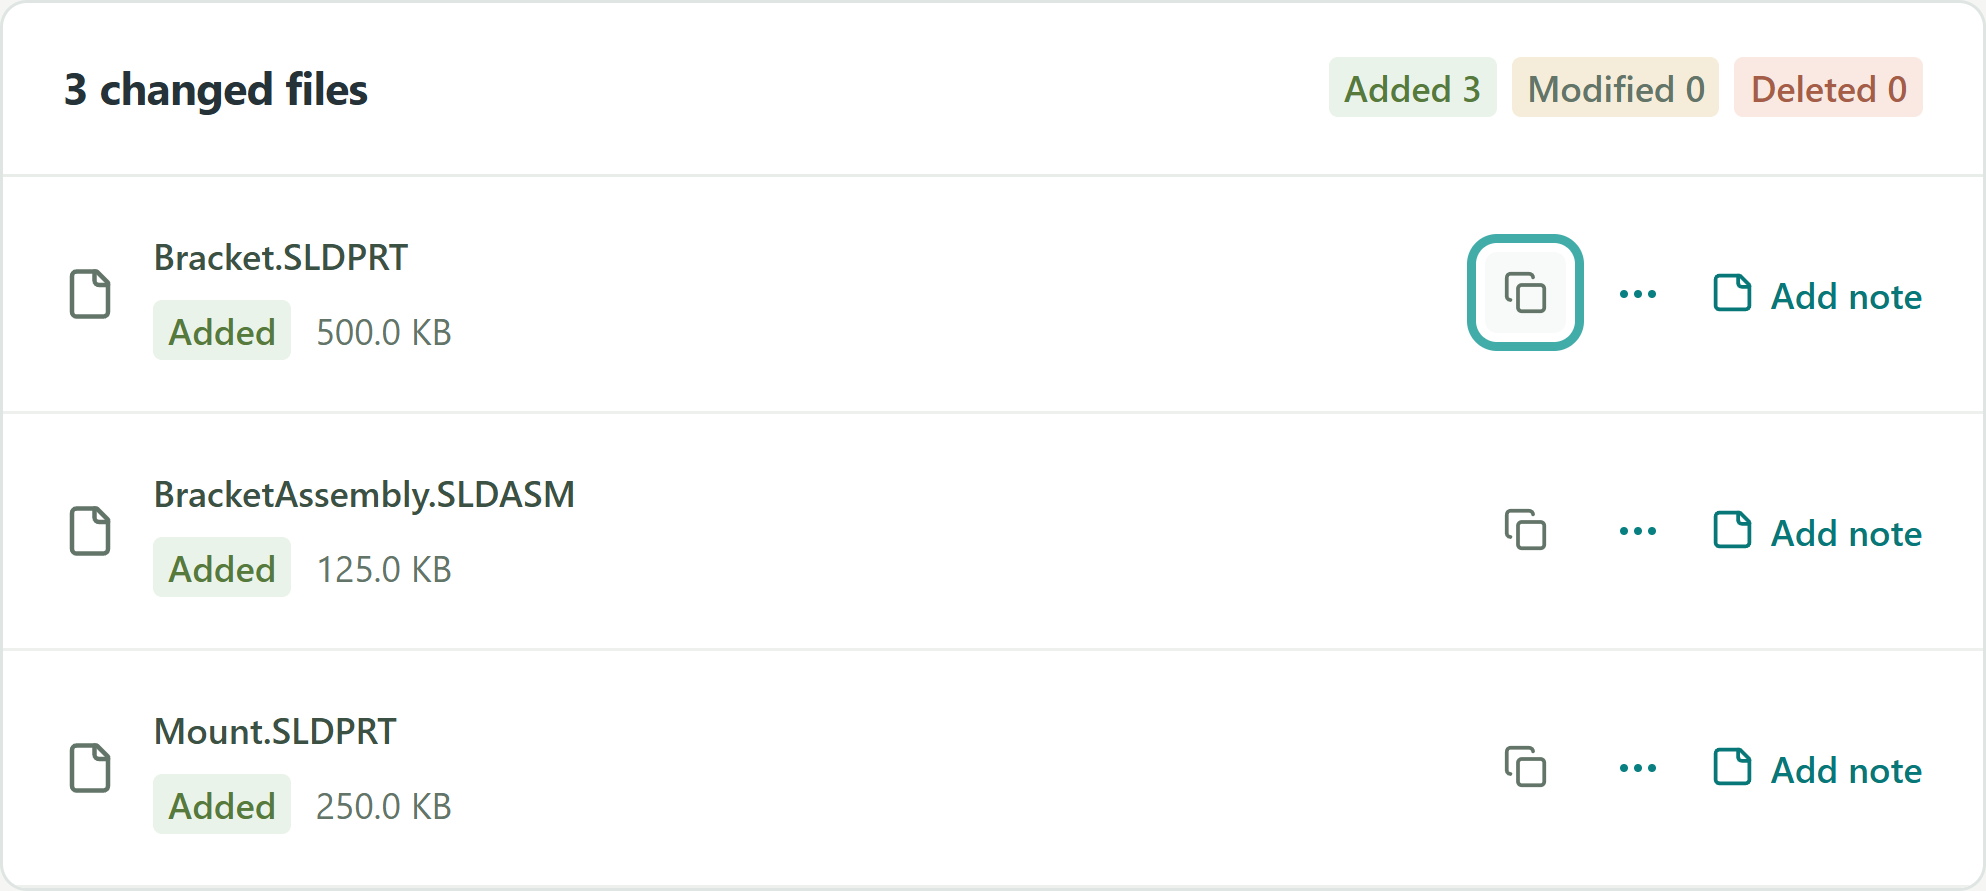 3 changed files
Added 3 Modified 0 Deleted 0
Bracket.SLDPRT
Added 500.0 KB
Add note
BracketAssembly.SLDASM
Added 125.0 KB
Add note
Mount.SLDPRT
Added 250.0 KB
Add note